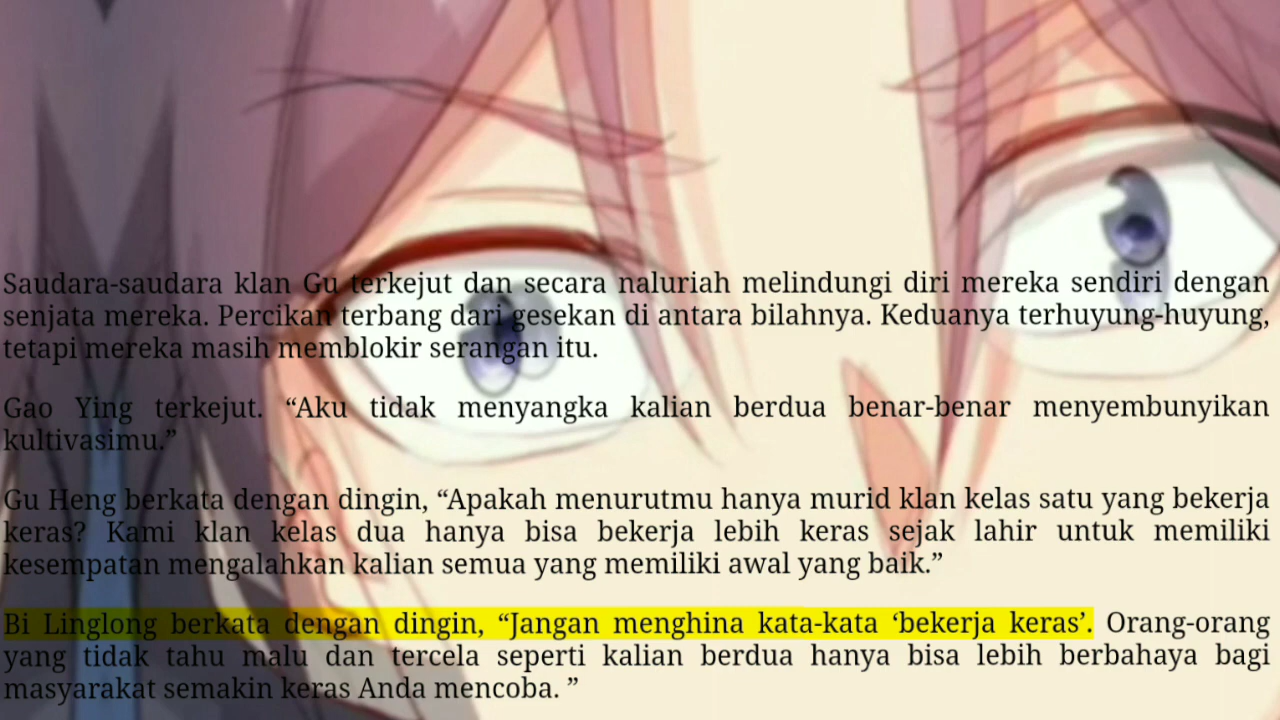 Saudara-saudara klan Gu terkejut dan secara naluriah melindungi diri mereka sendiri dengan
senjata mereka. Percikan terbang dari gesekan di antara bilahnya. Keduanya terhuyung-huyung,
tetapi mereka masih memblokir serangan itu.
Gao Ying terkejut. “Aku tidak menyangka kalian berdua benar-benar menyembunyikan
kultivasimu.”
Gu Heng berkata dengan dingin, “Apakah menurutmu hanya murid klan kelas satu yang bekerja
keras? Kami klan kelas dua hanya bisa bekerja lebih keras sejak lahir untuk memiliki
kesempatan mengalahkan kalian semua yang memiliki awal yang baik.”
Bi Linglong berkata dengan dingin, “Jangan menghina kata-kata ‘bekerja keras’. Orang-orang
yang tidak tahu malu dan tercela seperti kalian berdua hanya bisa lebih berbahaya bagi
masyarakat semakin keras Anda mencoba. ”